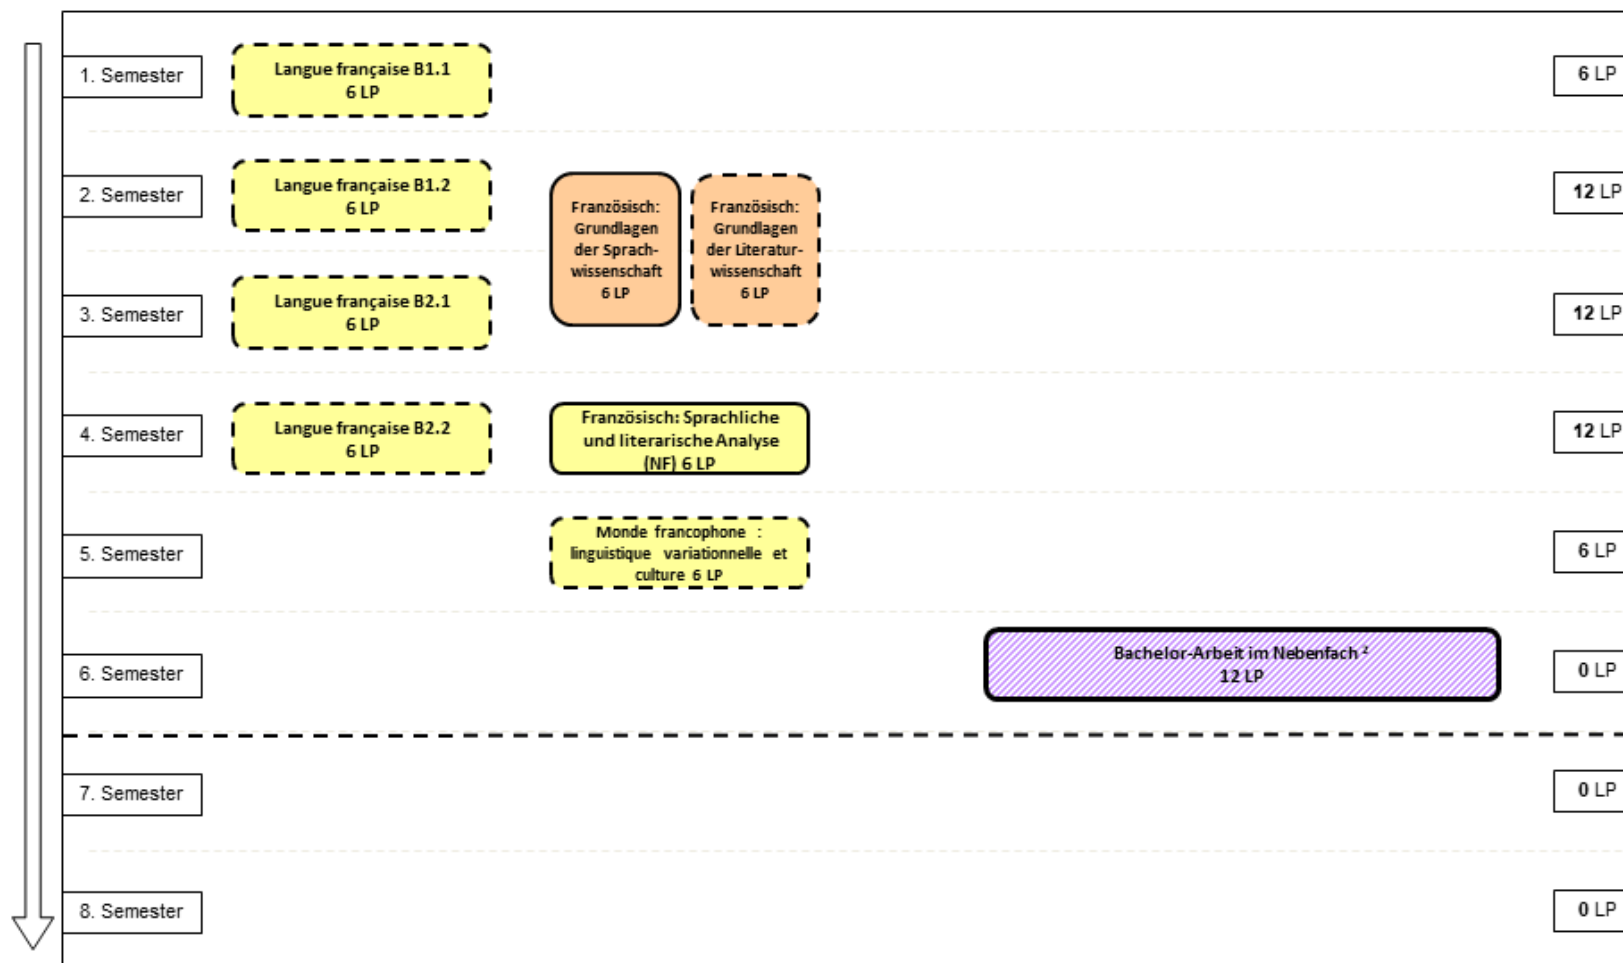 1. Semester
Langue française B1.1
6 LP
6 LP
2. Semester
Langue française B1.2
6 LP
Französisch:
Grundlagen
der Sprach-
wissenschaft
6 LP
Französisch:
Grundlagen
der Literatur-
wissenschaft
6 LP
12 LP
3. Semester
Langue française B2.1
6 LP
12 LP
4. Semester
Langue française B2.2
6 LP
Französisch: Sprachliche
und literarische Analyse
(NF) 6 LP
12 LP
5. Semester
Monde francophone :
linguistique variationnelle et
culture 6 LP
6 LP
6. Semester
Bachelor-Arbeit im Nebenfach ²
12 LP
0 LP
7. Semester
0 LP
8. Semester
0 LP